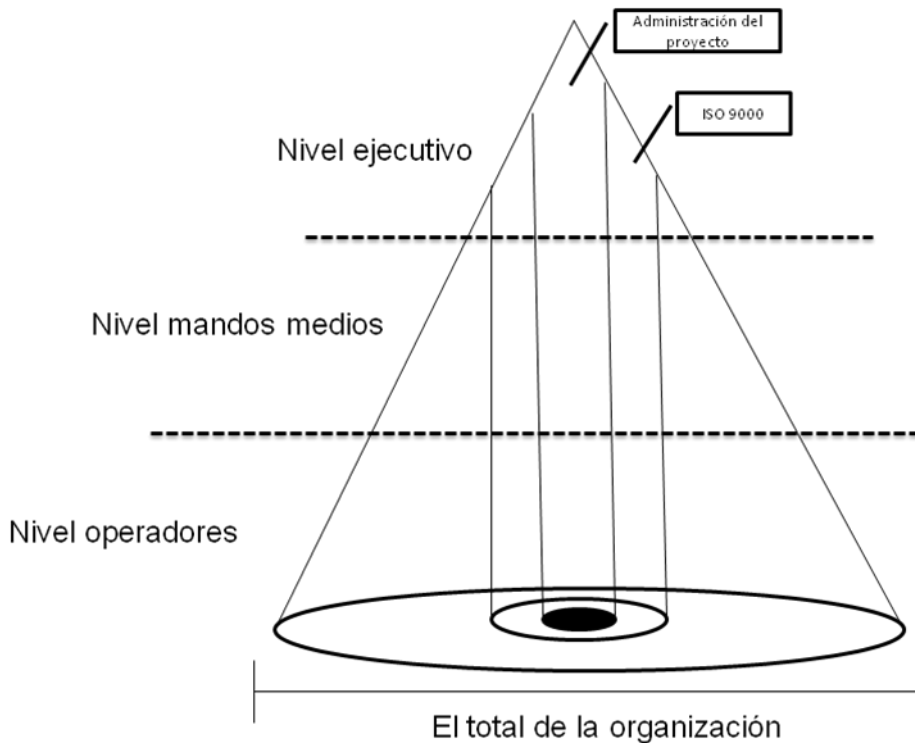 Administración del
proyecto
ISO 9000
Nivel ejecutivo
Nivel mandos medios
Nivel operadores
El total de la organización